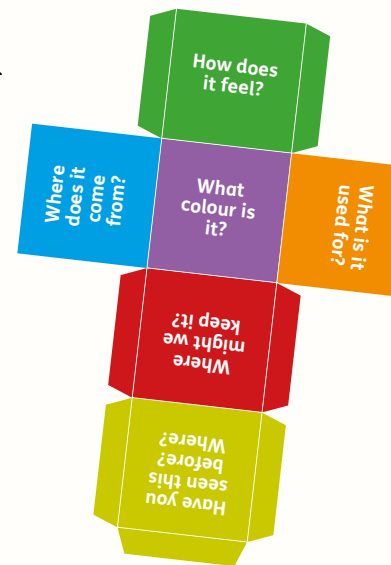 How does
it feel?
Where
does it
come
from?
What
colour is
it?
What is it
used for?
Where
might we
keep it?
Have you
seen this
before?
Where?